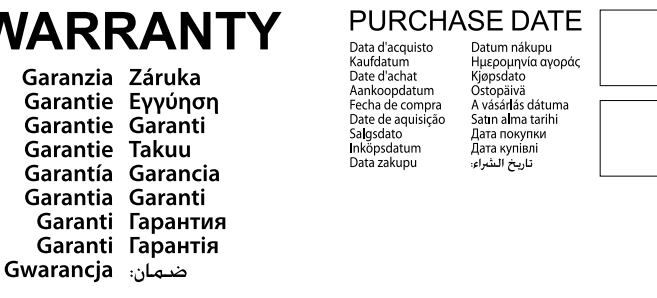 WARRANTY
Garanzia Záruka
Garantie Εγγύηση
Garantie Garanti
Garantie Takuu
Garantía Garancia
Garantia Garanti
Garanti Гарантия
Garanti Гарантія
Gwarancja ضمان:
PURCHASE DATE
Data d'acquisto Datum nákupu
Kaufdatum Ημερομηνία αγοράς
Date d'achat Kjøpsdato
Aankoopdatum Ostopäivä
Fecha de compra A vásárlás dátuma
Date de aquisição Satın alma tarihi
Salgsdato Дата покупки
Inköpsdatum Дата купівлі
Data zakupu تاريخ الشراء: